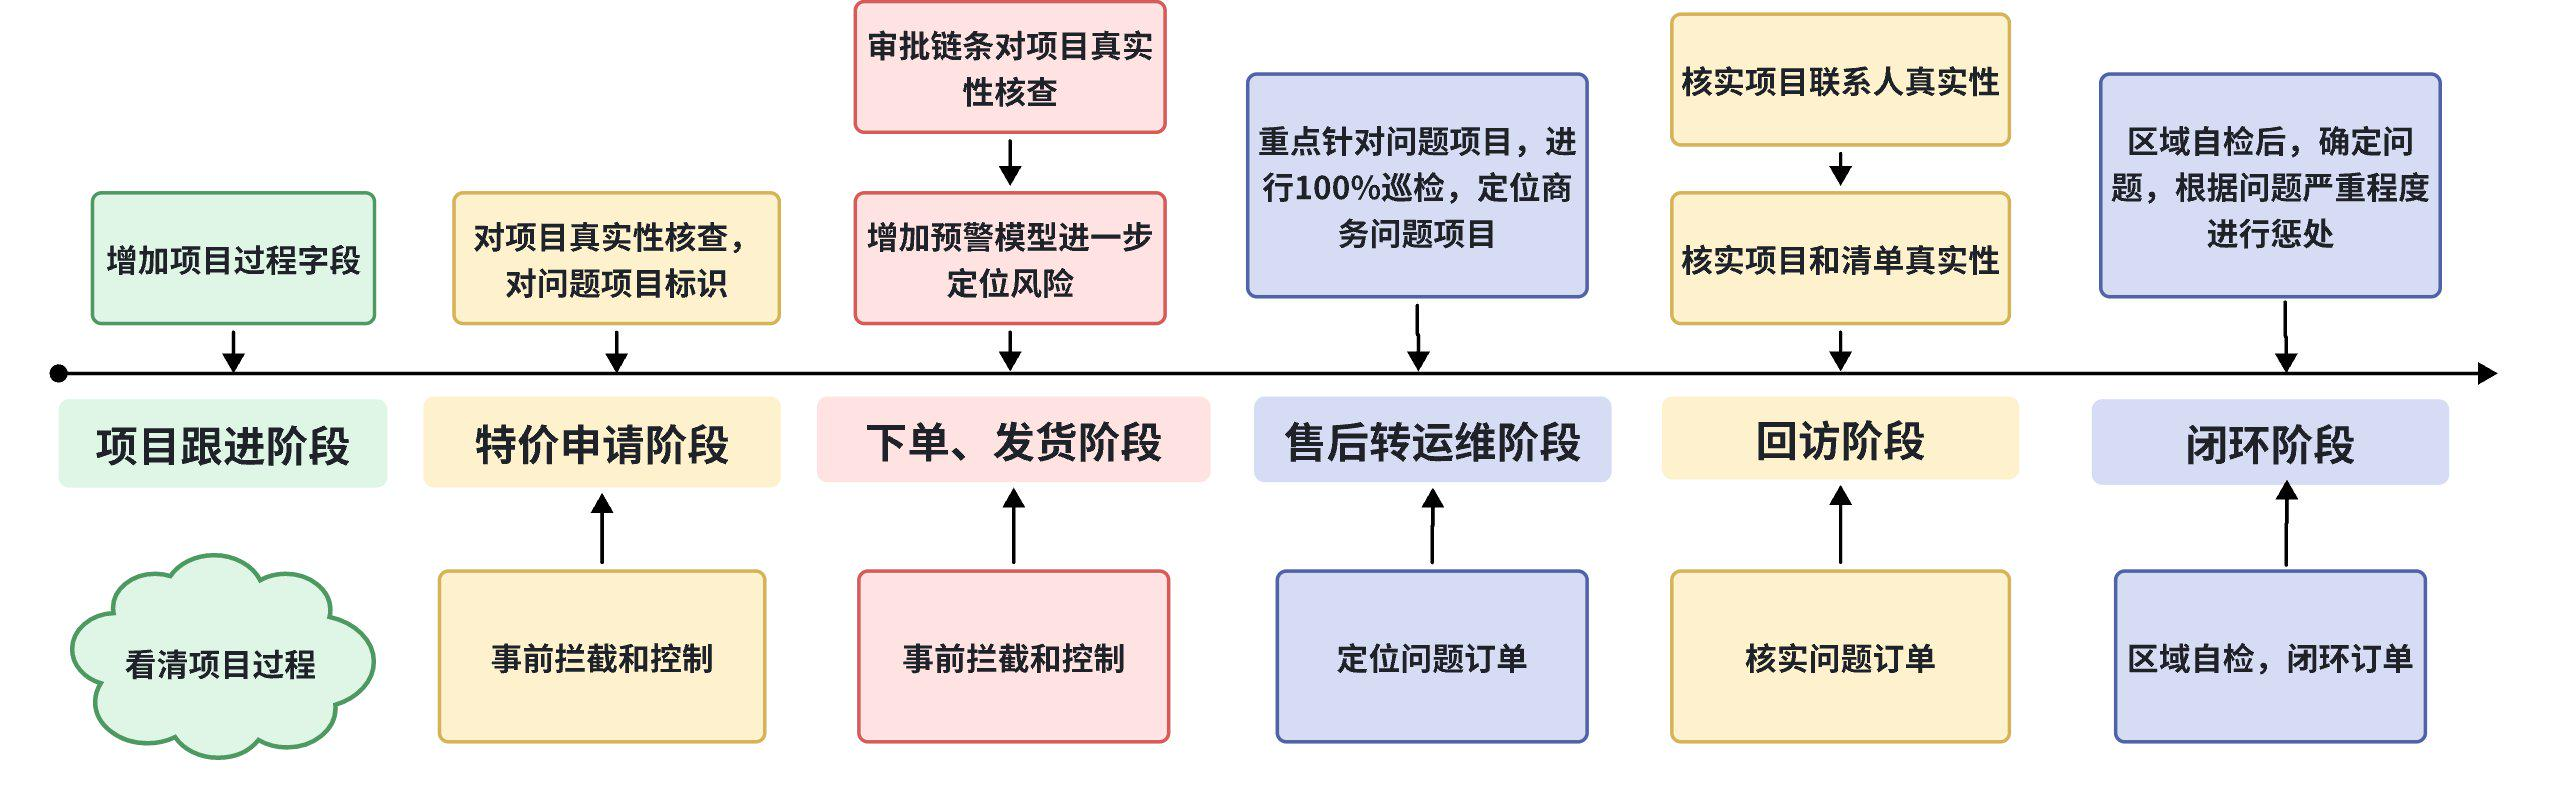 审批链条对项目真实
性核查
核实项目联系人真实性
重点针对问题项目，进
行100%巡检，定位商
务问题项目
区域自检后，确定问
题，根据问题严重程度
进行惩处
增加项目过程字段
对项目真实性核查，
对问题项目标识
增加预警模型进一步
定位风险
核实项目和清单真实性
项目跟进阶段
特价申请阶段
下单、发货阶段
售后转运维阶段
回访阶段
闭环阶段
看清项目过程
事前拦截和控制
事前拦截和控制
定位问题订单
核实问题订单
区域自检，闭环订单